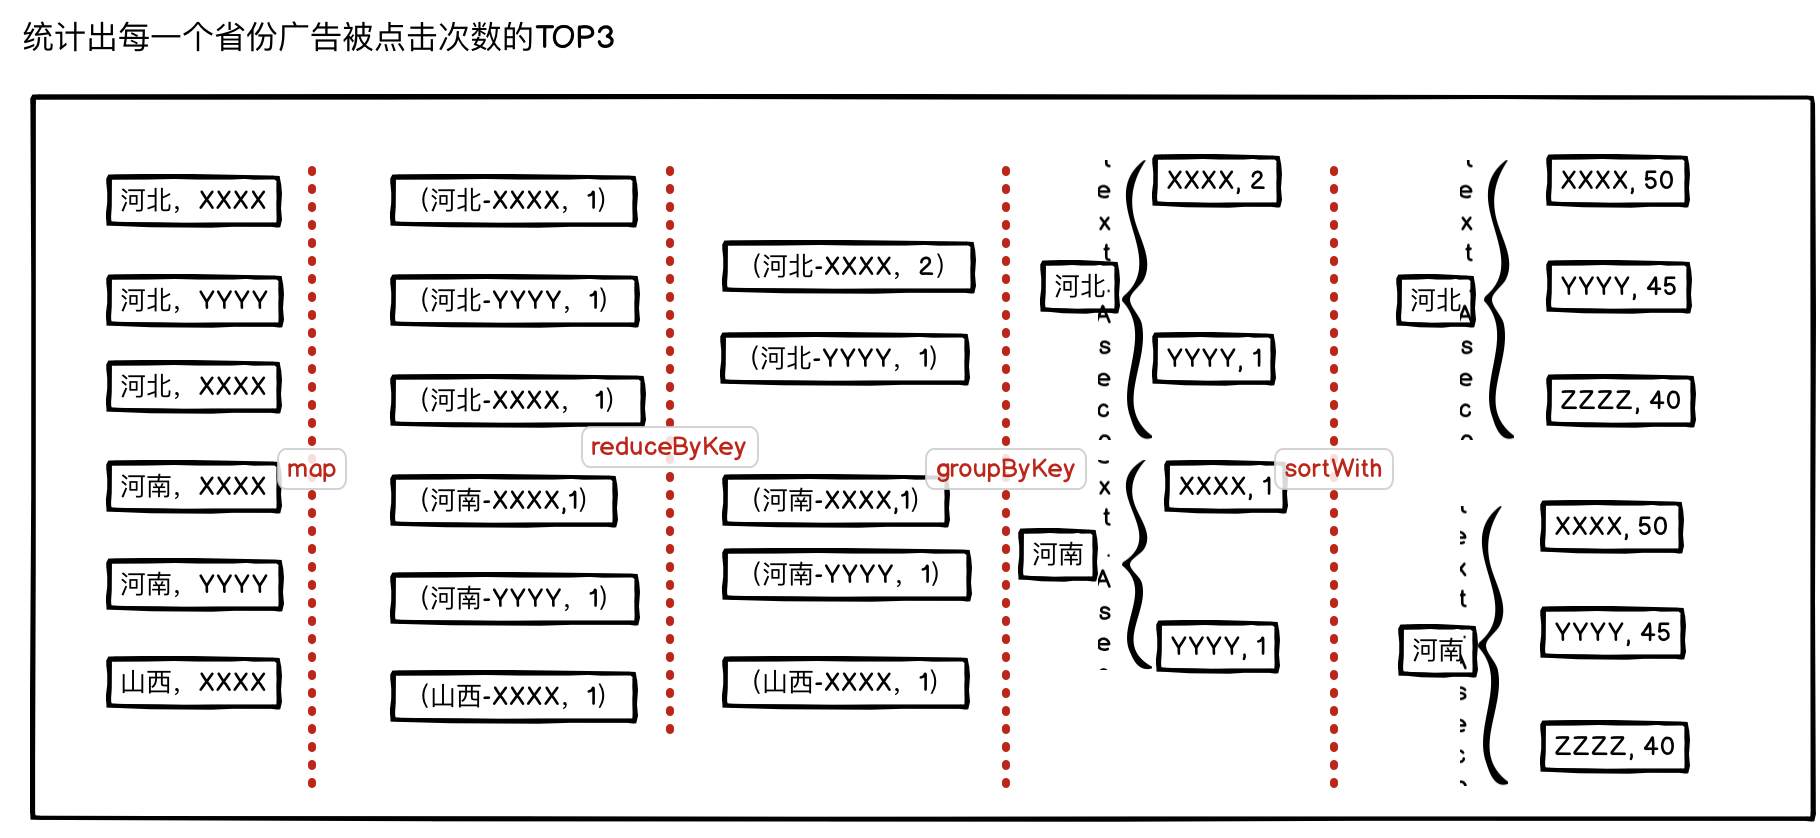 统计出每一个省份广告被点击次数的TOP3
河北，XXXX
河北，YYYY
河北，XXXX
河南，XXXX
河南，YYYY
山西，XXXX
map
（河北-XXXX，1）
（河北-YYYY，1）
（河北-XXXX，1）
（河南-XXXX,1）
（河南-YYYY，1）
（山西-XXXX，1）
reduceByKey
（河北-XXXX，2）
（河北-YYYY，1）
（河南-XXXX,1）
（河南-YYYY，1）
（山西-XXXX，1）
groupByKey
河北
XXXX, 2
YYYY, 1
河南
XXXX, 1
YYYY, 1
sortWith
河北
XXXX, 50
YYYY, 45
ZZZZ, 40
河南
XXXX, 50
YYYY, 45
ZZZZ, 40